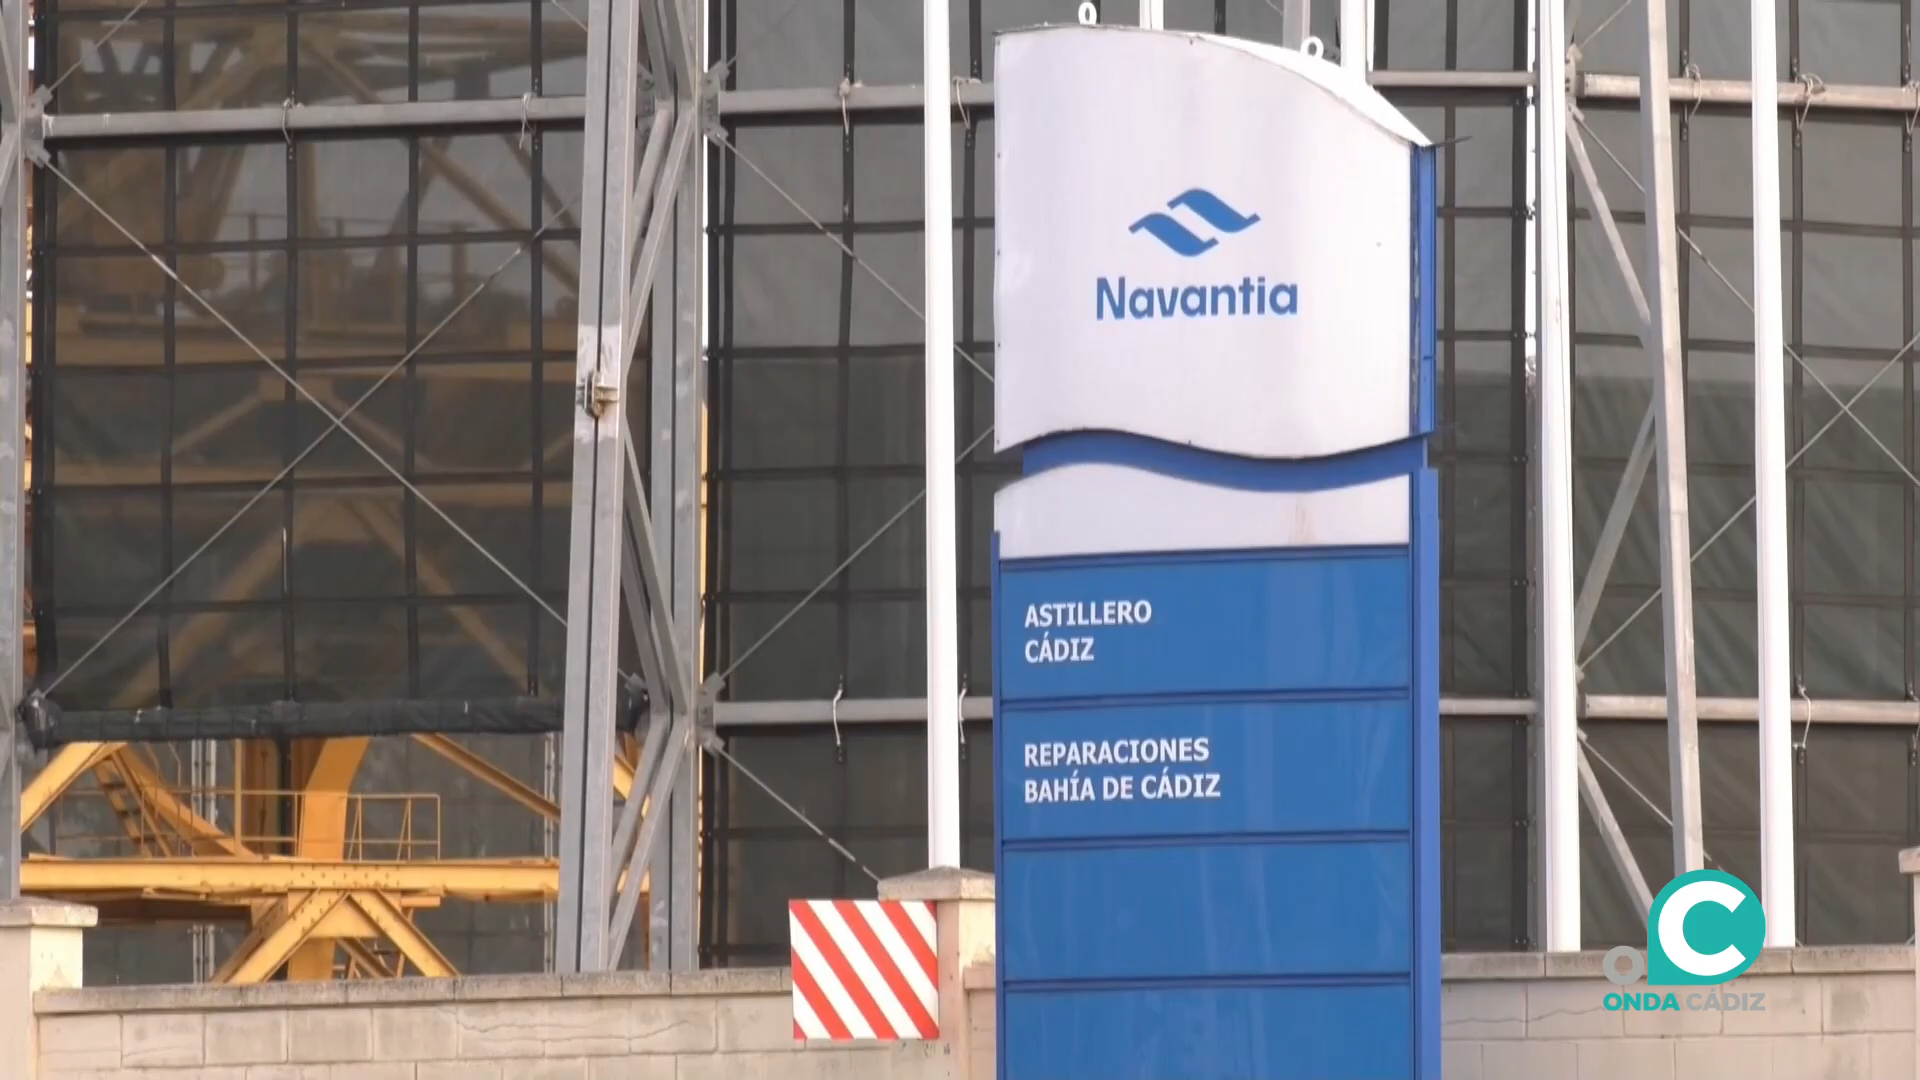 Navantia
ASTILLERO
CÁDIZ
REPARACIONES
BAHÍA DE CÁDIZ
ONDA CÁDIZ